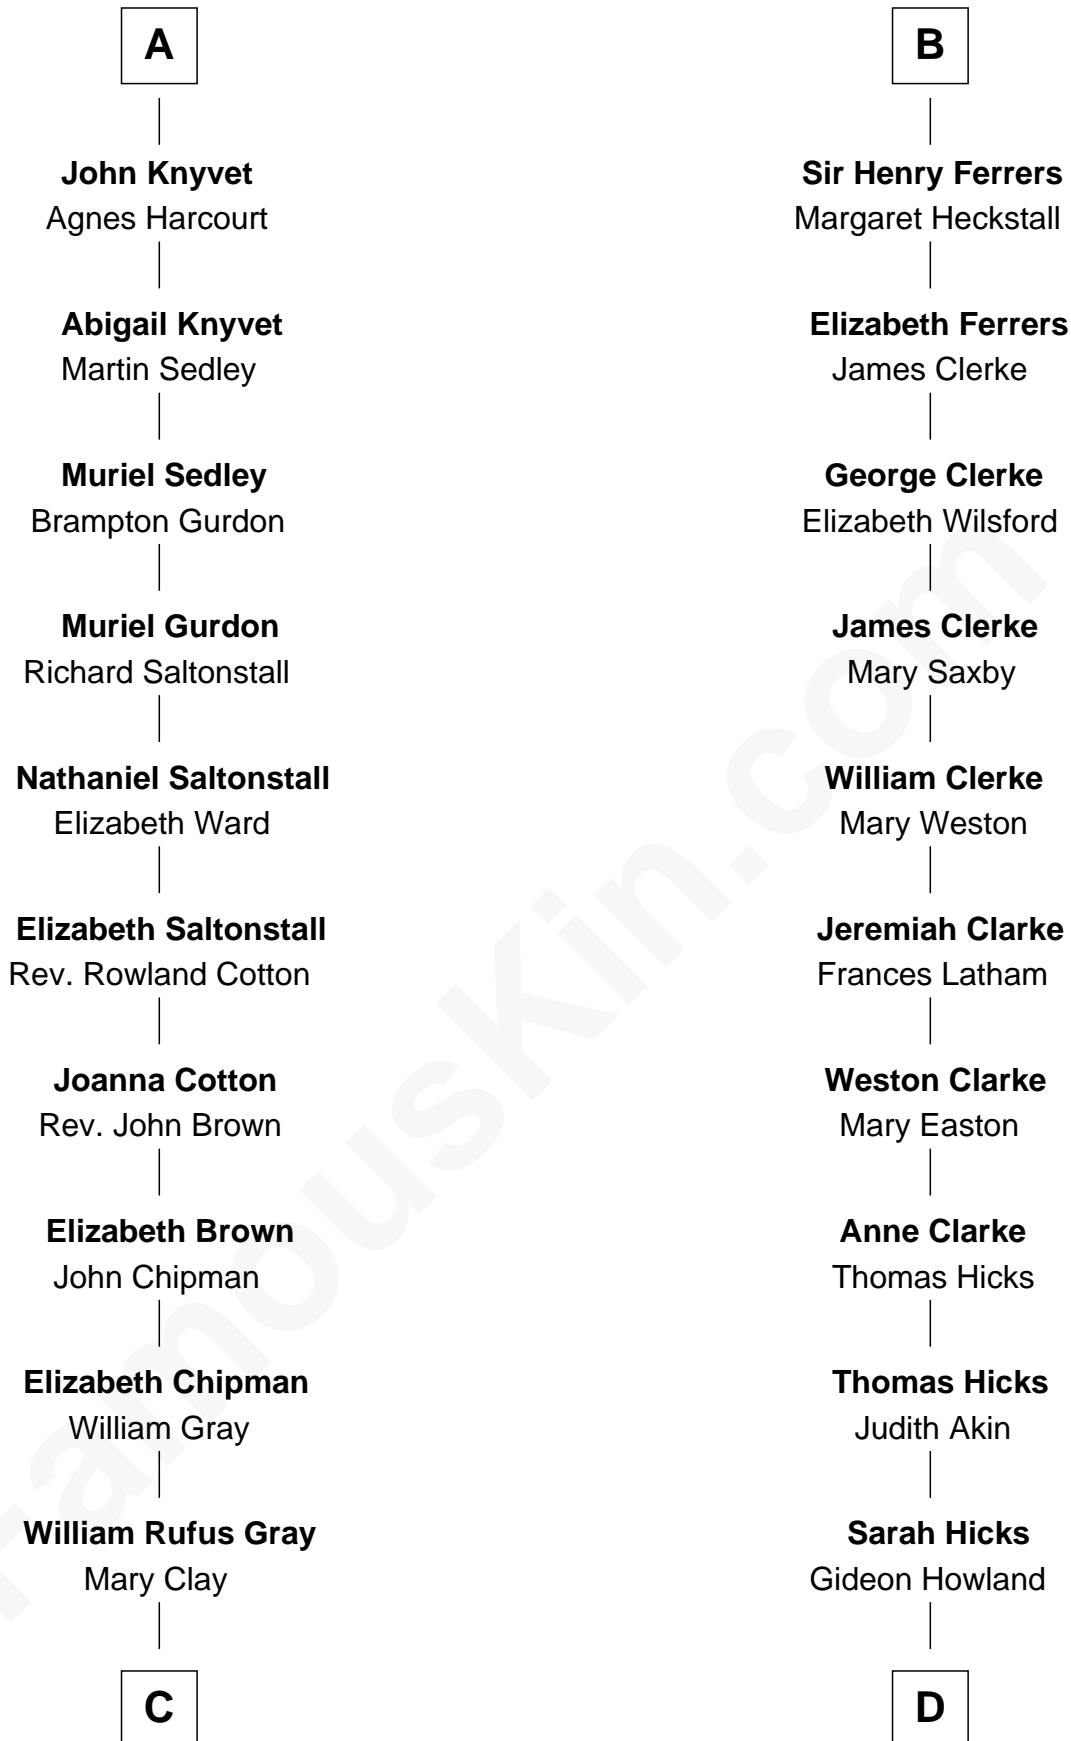 A
John Knyvet
Agnes Harcourt
Abigail Knyvet
Martin Sedley
Muriel Sedley
Brampton Gurdon
Muriel Gurdon
Richard Saltonstall
Nathaniel Saltonstall
Elizabeth Ward
Elizabeth Saltonstall
Rev. Rowland Cotton
Joanna Cotton
Rev. John Brown
Elizabeth Brown
John Chipman
Elizabeth Chipman
William Gray
William Rufus Gray
Mary Clay
C
B
Sir Henry Ferrers
Margaret Heckstall
Elizabeth Ferrers
James Clerke
George Clerke
Elizabeth Wilsford
James Clerke
Mary Saxby
William Clerke
Mary Weston
Jeremiah Clarke
Frances Latham
Weston Clarke
Mary Easton
Anne Clarke
Thomas Hicks
Thomas Hicks
Judith Akin
Sarah Hicks
Gideon Howland
D
FamousKin.com